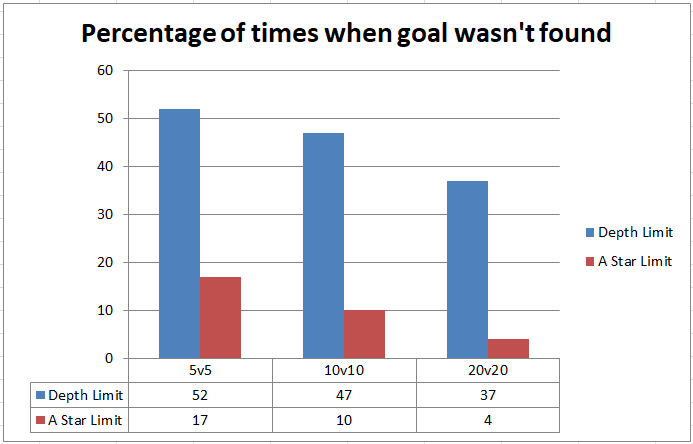 Percentage of times when goal wasn't found
60
50
40
30
20
10
0
Depth Limit
A Star Limit
5v5 10v10 20v20
Depth Limit 52 47 37
A Star Limit 17 10 4